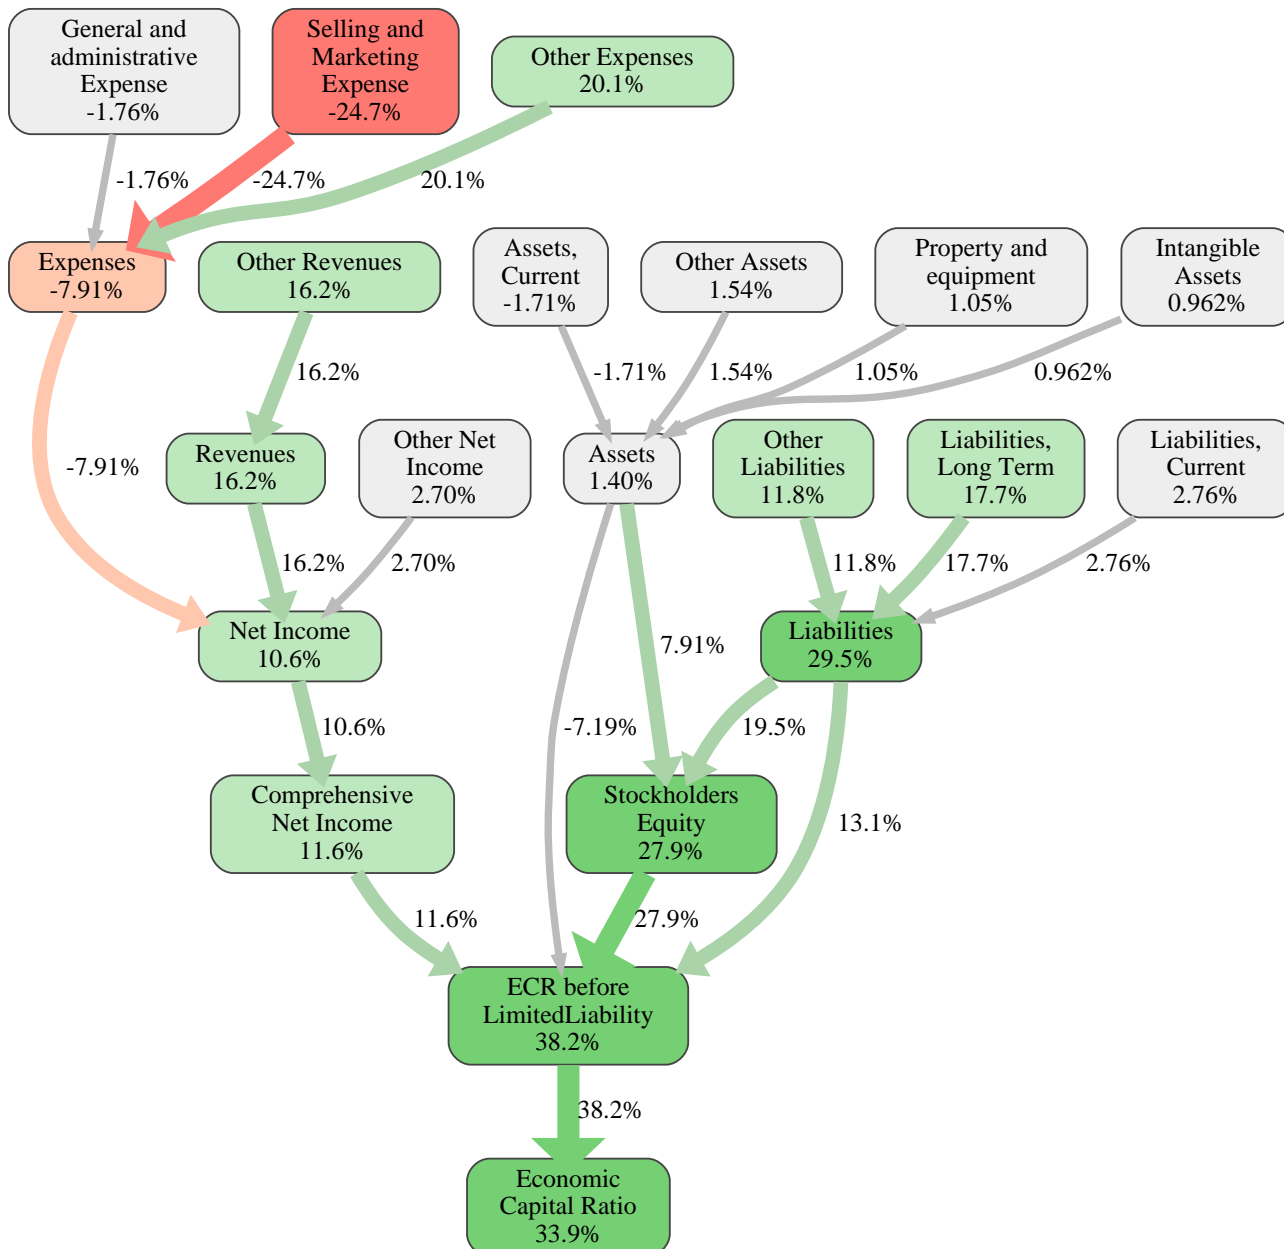 General and
administrative
Expense
-1.76%
Selling and
Marketing
Expense
-24.7%
Other Expenses
20.1%
-1.76%
-24.7%
20.1%
Expenses
-7.91%
Other Revenues
16.2%
Assets,
Current
-1.71%
Other Assets
1.54%
Property and
equipment
1.05%
Intangible
Assets
0.962%
16.2%
-1.71%
1.54%
1.05%
0.962%
-7.91%
Revenues
16.2%
Other Net
Income
2.70%
Assets
1.40%
Other
Liabilities
11.8%
Liabilities,
Long Term
17.7%
Liabilities,
Current
2.76%
16.2%
2.70%
11.8%
17.7%
2.76%
Net Income
10.6%
7.91%
Liabilities
29.5%
10.6%
-7.19%
19.5%
Comprehensive
Net Income
11.6%
Stockholders
Equity
27.9%
13.1%
11.6%
27.9%
ECR before
LimitedLiability
38.2%
38.2%
Economic
Capital Ratio
33.9%